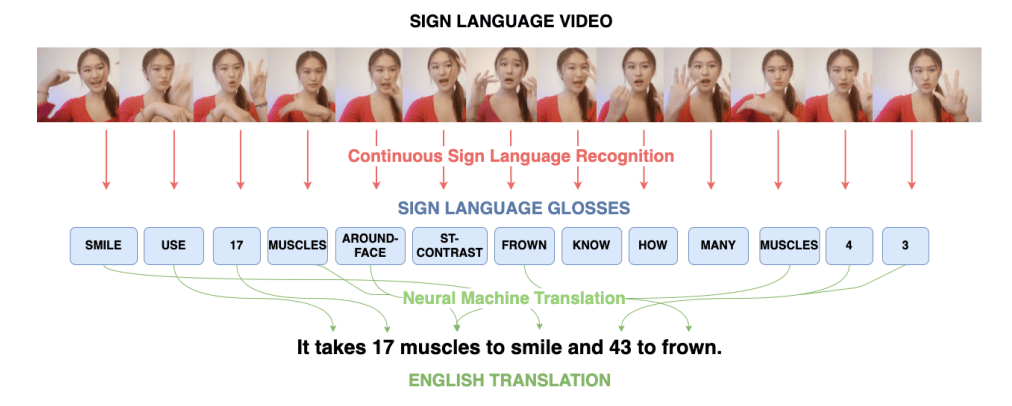 SIGN LANGUAGE VIDEO
Continuous Sign Language Recognition
SIGN LANGUAGE GLOSSES
SMILE
USE
17
MUSCLES
AROUND-
FACE
ST-
CONTRAST
FROWN
KNOW
HOW
MANY
MUSCLES
4
3
Neural Machine Translation
It takes 17 muscles to smile and 43 to frown.
ENGLISH TRANSLATION